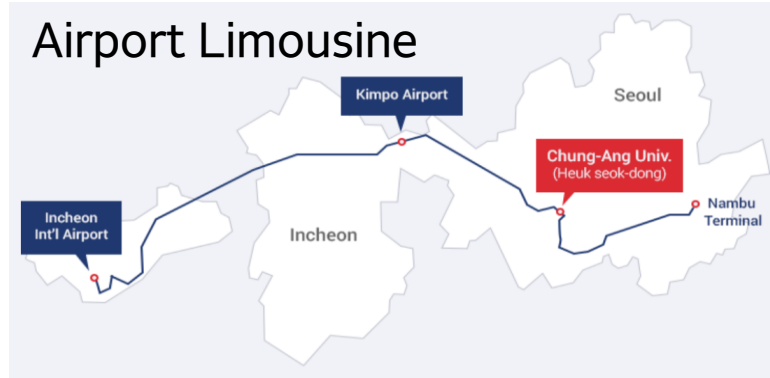 Airport Limousine
Kimpo Airport
Seoul
Chung-Ang Univ.
(Heuk seok-dong)
Incheon
Int'l Airport
Nambu
Terminal
Incheon